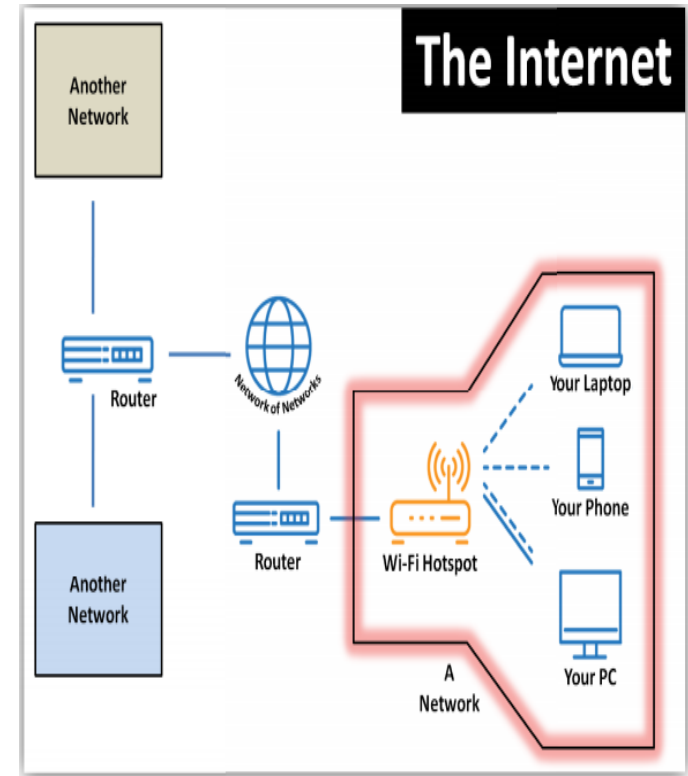 The Internet
Another
Network
Router
Network of Networks
Your Laptop
Your Phone
Router
Wi-Fi Hotspot
Another
Network
Your PC
A
Network